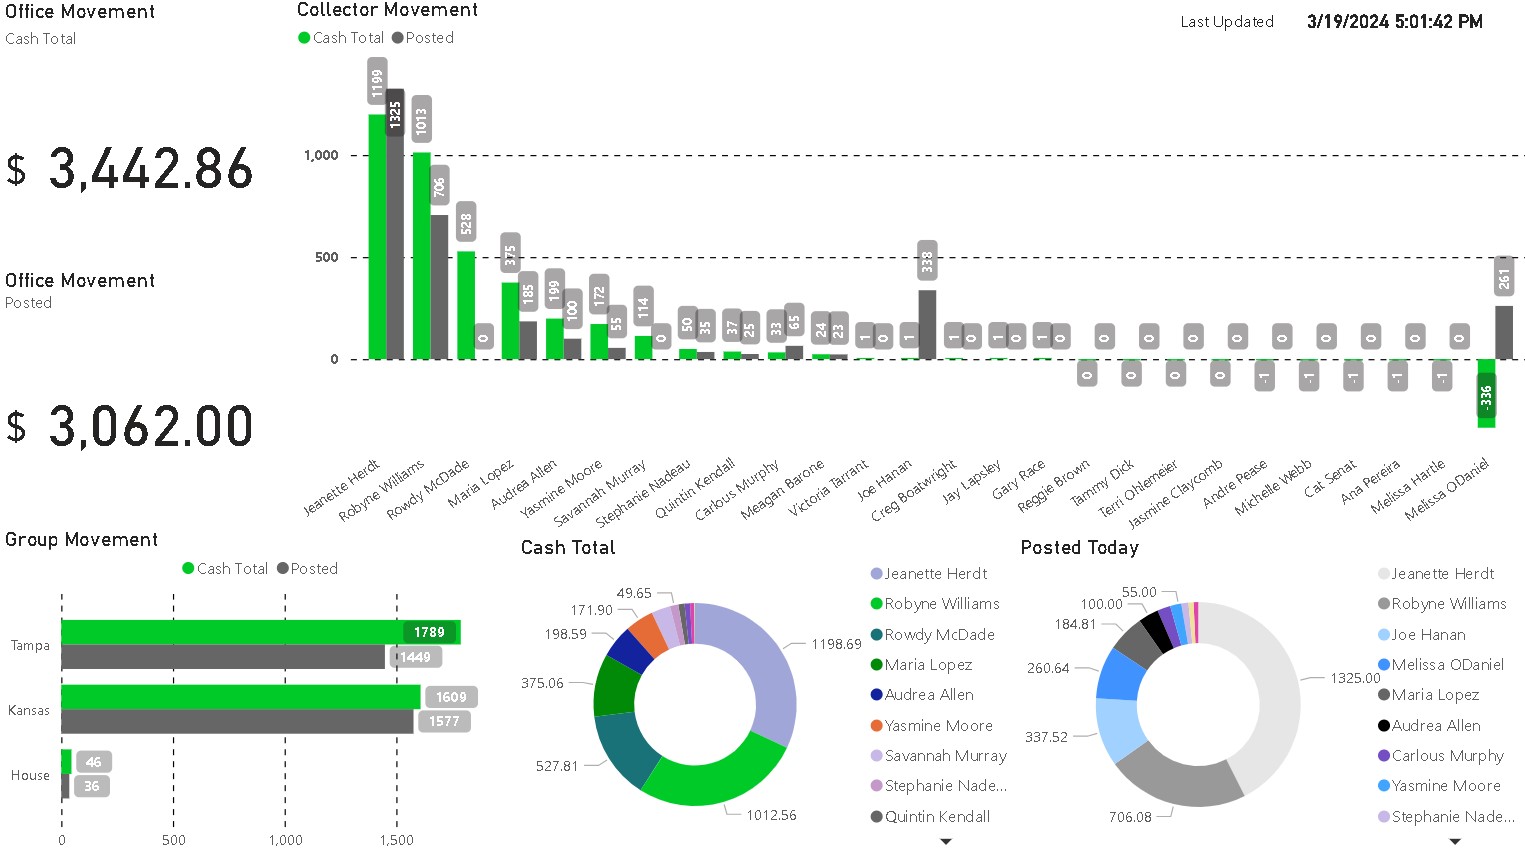 Office Movement
Cash Total
$ 3,442.86
Office Movement
Posted
$ 3,062.00
Collector Movement
Cash Total Posted
Last Updated 3/19/2024 5:01:42 PM
1,000
500
0
1199 1325 1013 706 528 0 375 185 199 100 172 55 114 0 50 35 37 25 33 65 24 23 1 0 1 338 1 0 1 0 1 0 0 0 0 0 0 0 0 0 -1 0 -1 0 -1 0 -1 0 -1 0 -336 261
Jeanette Herdt
Robyne Williams
Rowdy McDade
Maria Lopez
Audrea Allen
Yasmine Moore
Savannah Murray
Stephanie Nadeau
Quintin Kendall
Carlous Murphy
Meagan Barone
Victoria Tarrant
Joe Hanan
Creg Boatwright
Jay Lapsley
Gary Race
Reggie Brown
Tammy Dick
Terri Ohlemeier
Jasmine Claycomb
Andre Pease
Michelle Webb
Cat Senat
Ana Pereira
Melissa Hartle
Melissa ODaniel
Group Movement
Cash Total Posted
Tampa 1789
1449
Kansas 1609
1577
House 46
36
0 500 1,000 1,500
Cash Total
1198.69
1012.56
527.81
375.06
198.59
171.90
49.65
Jeanette Herdt
Robyne Williams
Rowdy McDade
Maria Lopez
Audrea Allen
Yasmine Moore
Savannah Murray
Stephanie Nade...
Quintin Kendall
Posted Today
1325.00
706.08
337.52
260.64
184.81
100.00
55.00
Jeanette Herdt
Robyne Williams
Joe Hanan
Melissa ODaniel
Maria Lopez
Audrea Allen
Carlous Murphy
Yasmine Moore
Stephanie Nade...